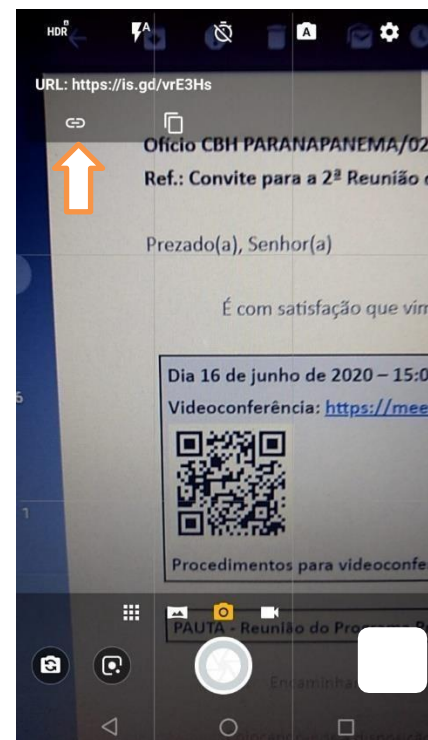 HDR
A
A
URL: https://is.gd/vrE3Hs
Ofício CBH PARANAPANEMA/02
Ref.: Convite para a 2ª Reunião
Prezado(a), Senhor(a)
É com satisfação que vim
Dia 16 de junho de 2020 – 15:0
Videoconferência: https://mee
6
1
Procedimentos para videoconfe
PAUTA - Reunião do Programa
Encaminha